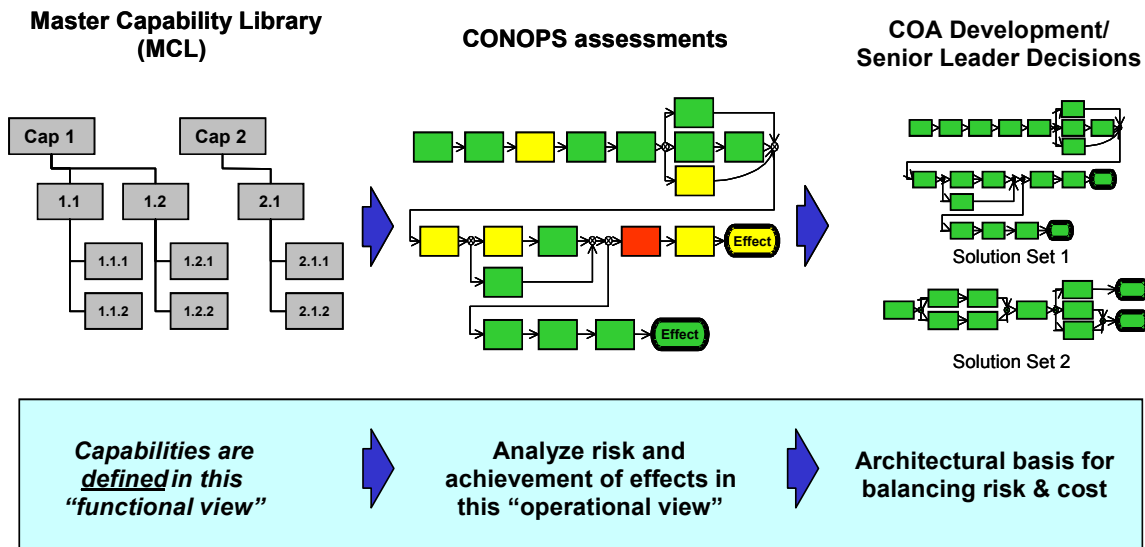 Master Capability Library
(MCL)
CONOPS assessments
COA Development/
Senior Leader Decisions
Cap 1
Cap 2
1.1
1.2
2.1
1.1.1
1.2.1
2.1.1
1.1.2
1.2.2
2.1.2
Effect
Effect
Solution Set 1
Solution Set 2
Capabilities are
defined in this
“functional view”
Analyze risk and
achievement of effects in
this “operational view”
Architectural basis for
balancing risk & cost